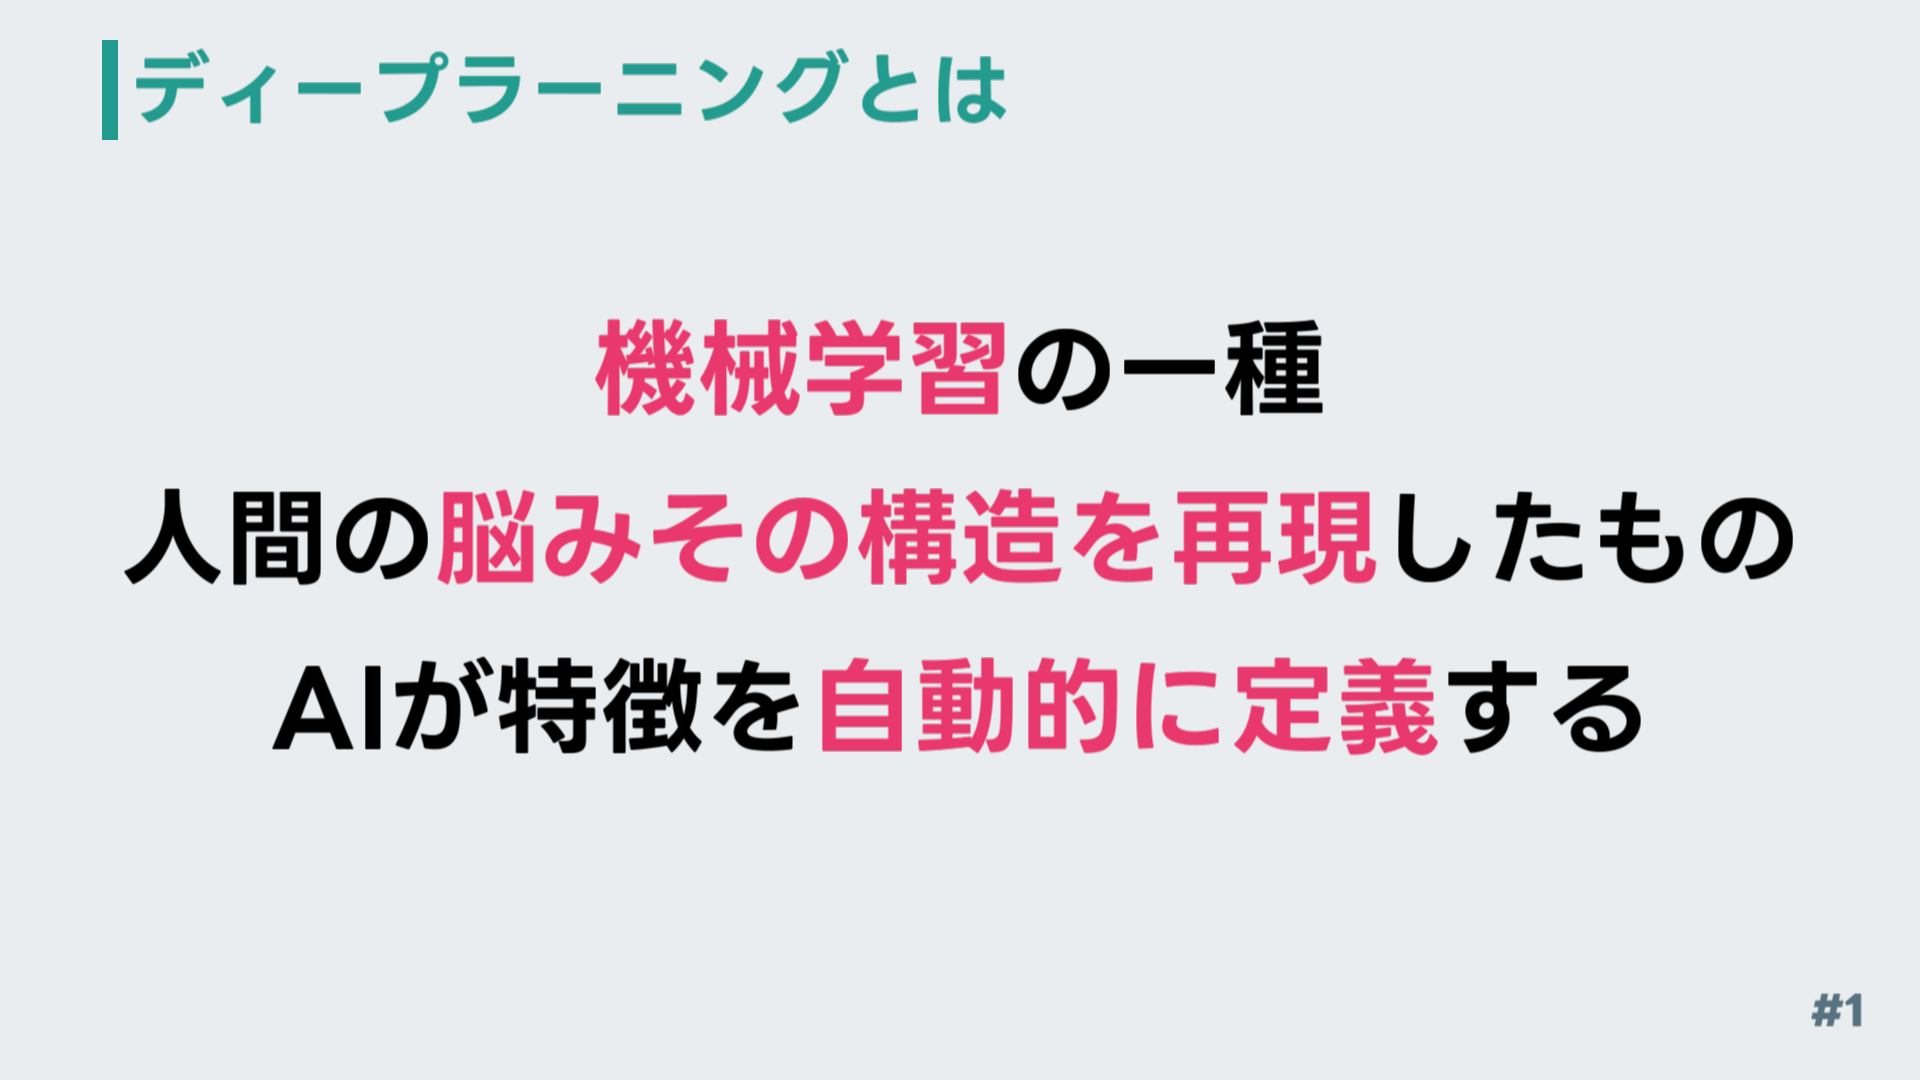 ディープラーニングとは
機械学習の一種
人間の脳みその構造を再現したもの
AIが特徴を自動的に定義する
#1